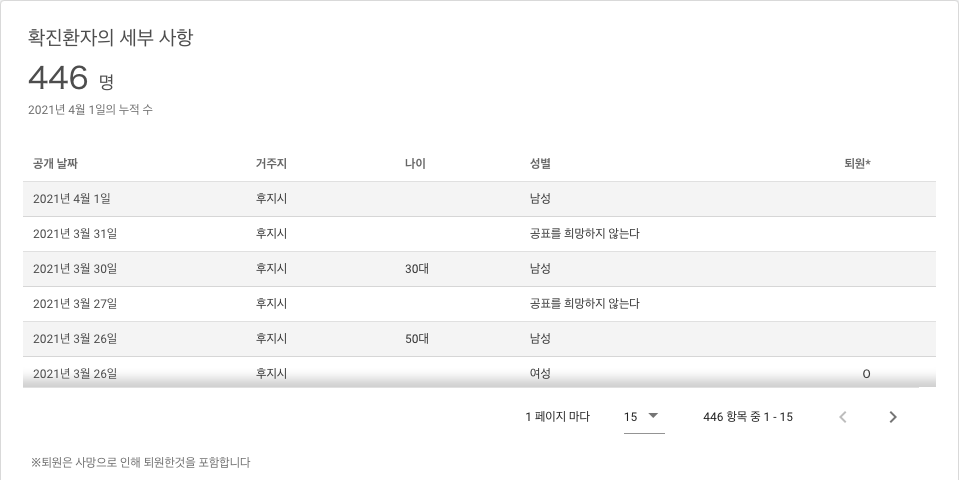 확진환자의 세부 사항
446 명
2021년 4월 1일의 누적 수
공개 날짜 거주지 나이 성별 퇴원*
2021년 4월 1일 후지시 남성
2021년 3월 31일 후지시 공표를 희망하지 않는다
2021년 3월 30일 후지시 30대 남성
2021년 3월 27일 후지시 공표를 희망하지 않는다
2021년 3월 26일 후지시 50대 남성
2021년 3월 26일 후지시 여성 O
1 페이지 마다 15 446 항목 중 1 - 15
※퇴원은 사망으로 인해 퇴원한것을 포함합니다